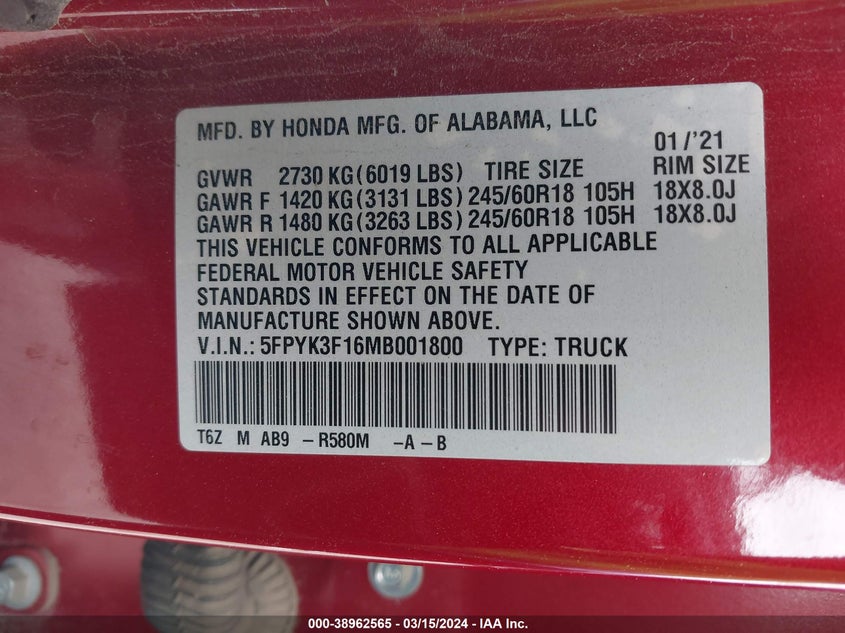 MFD. BY HONDA MFG. OF ALABAMA, LLC
01/'21
GVWR 2730 KG(6019 LBS) TIRE SIZE RIM SIZE
GAWR F 1420 KG(3131 LBS) 245/60R18 105H 18X8.0J
GAWR R 1480 KG(3263 LBS) 245/60R18 105H 18X8.0J
THIS VEHICLE CONFORMS TO ALL APPLICABLE
FEDERAL MOTOR VEHICLE SAFETY
STANDARDS IN EFFECT ON THE DATE OF
MANUFACTURE SHOWN ABOVE.
V.I.N.: 5FPYK3F16MB001800 TYPE: TRUCK
T6Z M AB9 -R580M -A-B
000-38962565 - 03/15/2024 - IAA Inc.